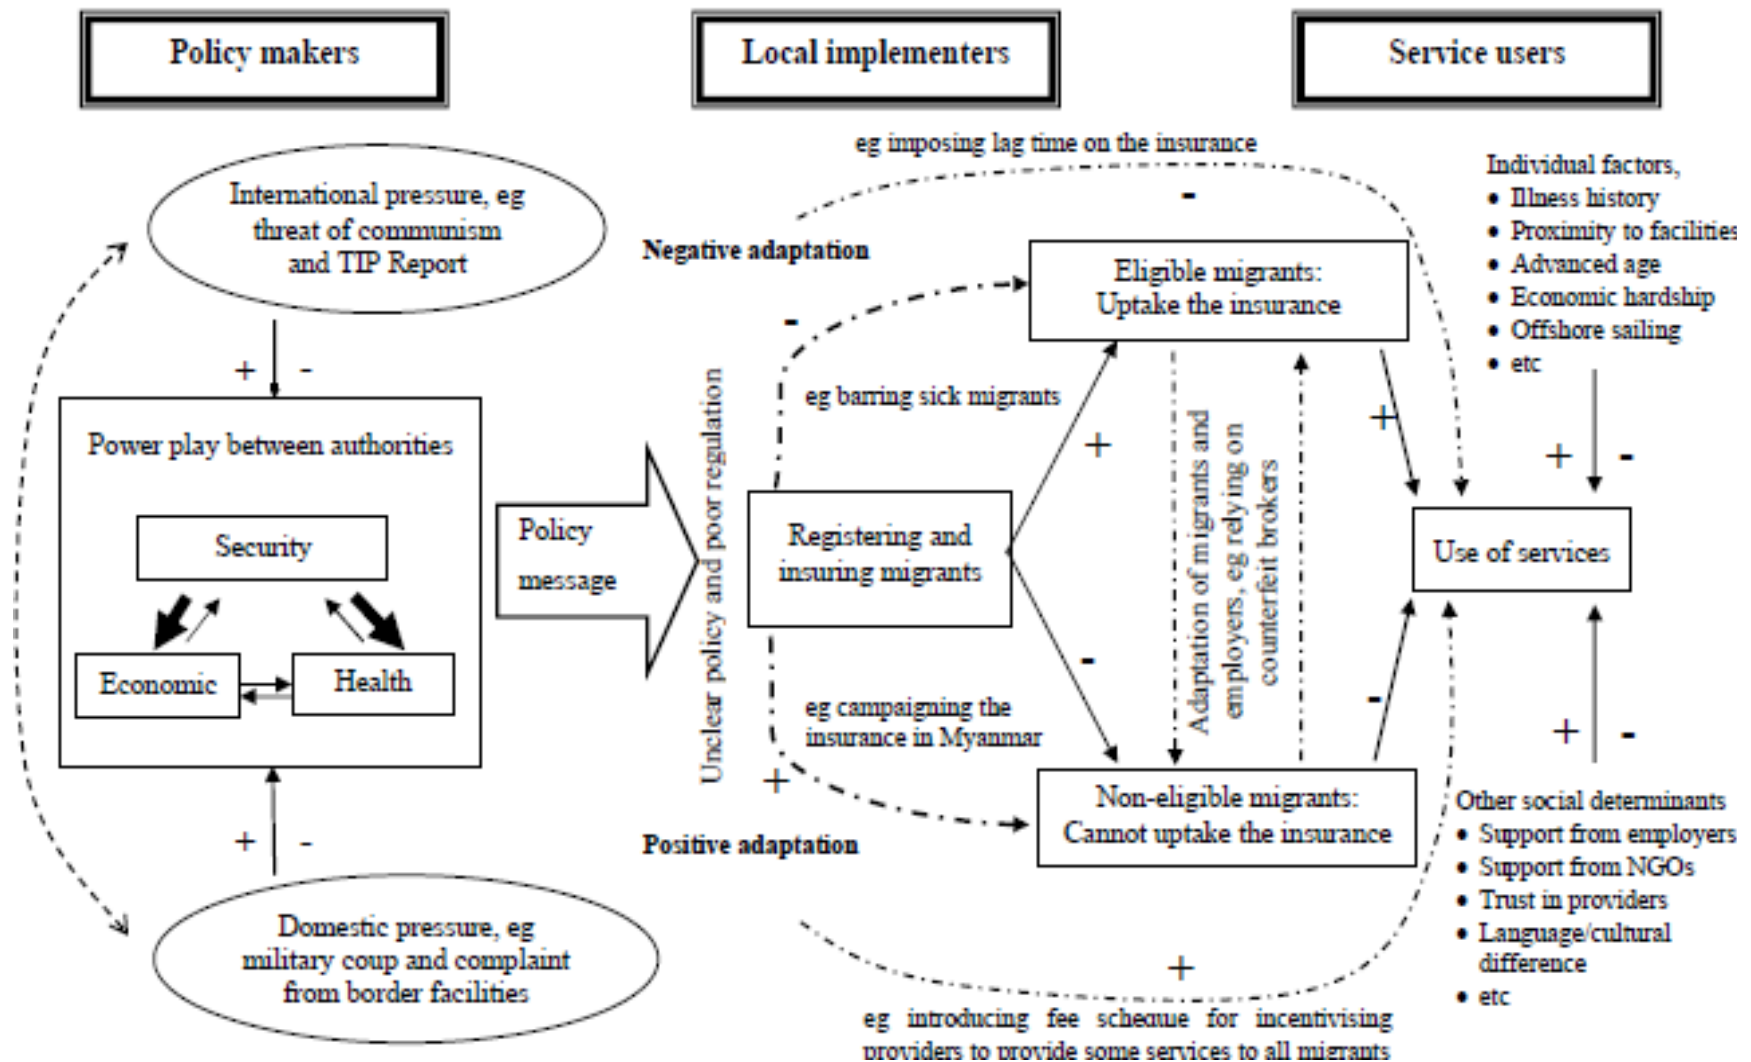 Policy makers
Local implementers
Service users
International pressure, eg
threat of communism
and TIP Report
+ -
Power play between authorities
Security
Economic
Health
+ -
Domestic pressure, eg
military coup and complaint
from border facilities
Policy
message
Unclear policy and poor regulation
eg imposing lag time on the insurance
-
Negative adaptation
-
eg barring sick migrants
Registering and
insuring migrants
eg campaigning the
insurance in Myanmar
+
Positive adaptation
Eligible migrants:
Uptake the insurance
+
-
Adaptation of migrants and
employers, eg relying on
counterfeit brokers
+
-
Non-eligible migrants:
Cannot uptake the insurance
+
eg introducing fee schedule for incentivising
providers to provide some services to all migrants
Individual factors,
• Illness history
• Proximity to facilities
• Advanced age
• Economic hardship
• Offshore sailing
• etc
+ -
Use of services
+ -
Other social determinants
• Support from employers
• Support from NGOs
• Trust in providers
• Language/cultural
difference
• etc